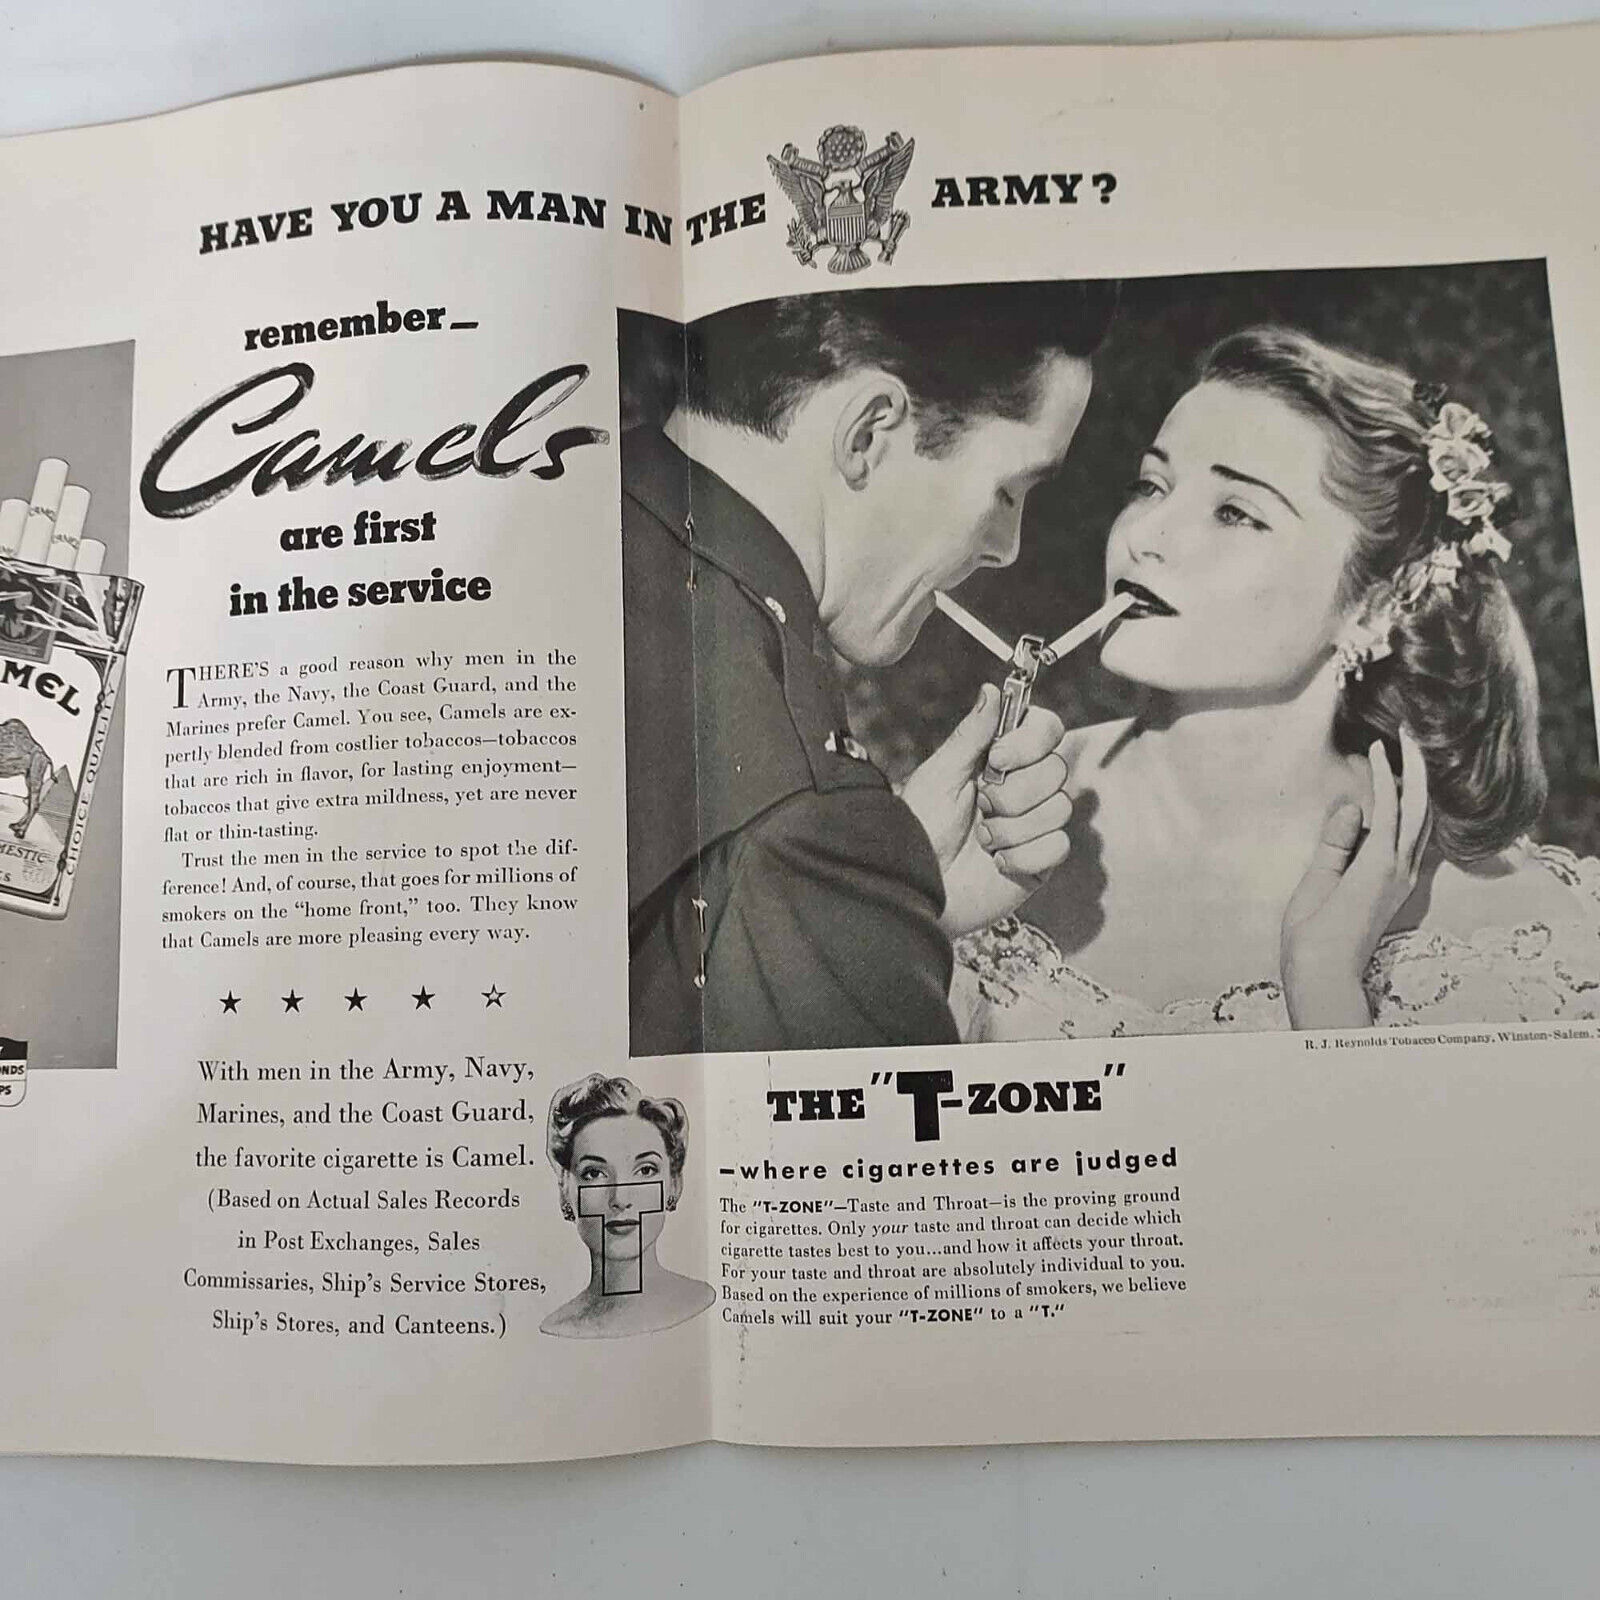 HAVE YOU A MAN IN THE ARMY?
remember—
Camels
are first
in the service
THERE'S a good reason why men in the
Army, the Navy, the Coast Guard, and the
Marines prefer Camel. You see, Camels are ex-
pertly blended from costlier tobaccos—tobaccos
that are rich in flavor, for lasting enjoyment—
tobaccos that give extra mildness, yet are never
flat or thin-tasting.
Trust the men in the service to spot the dif-
ference! And, of course, that goes for millions of
smokers on the "home front," too. They know
that Camels are more pleasing every way.
With men in the Army, Navy,
Marines, and the Coast Guard,
the favorite cigarette is Camel.
(Based on Actual Sales Records
in Post Exchanges, Sales
Commissaries, Ship's Service Stores,
Ship's Stores, and Canteens.)
MEL
CHOICE QUALITY
MESTIC
ES
NDS
PS
CAMEL
R. J. Reynolds Tobacco Company, Winston-Salem,
THE "T-ZONE"
—where cigarettes are judged
The "T-ZONE"—Taste and Throat—is the proving ground
for cigarettes. Only your taste and throat can decide which
cigarette tastes best to you...and how it affects your throat.
For your taste and throat are absolutely individual to you.
Based on the experience of millions of smokers, we believe
Camels will suit your "T-ZONE" to a "T."